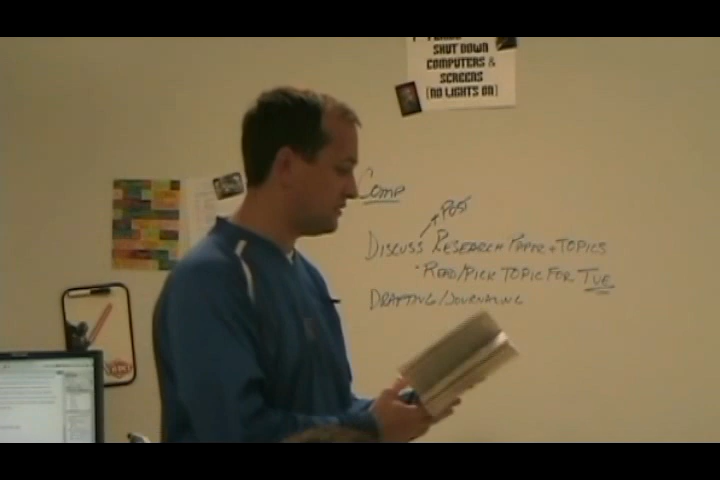 SHUT DOWN
COMPUTERS &
SCREENS
(NO LIGHTS ON)
COMP
POST
DISCUSS RESEARCH PAPER + TOPICS
· READ/PICK TOPIC FOR TUE
DRAFTING/JOURNALING